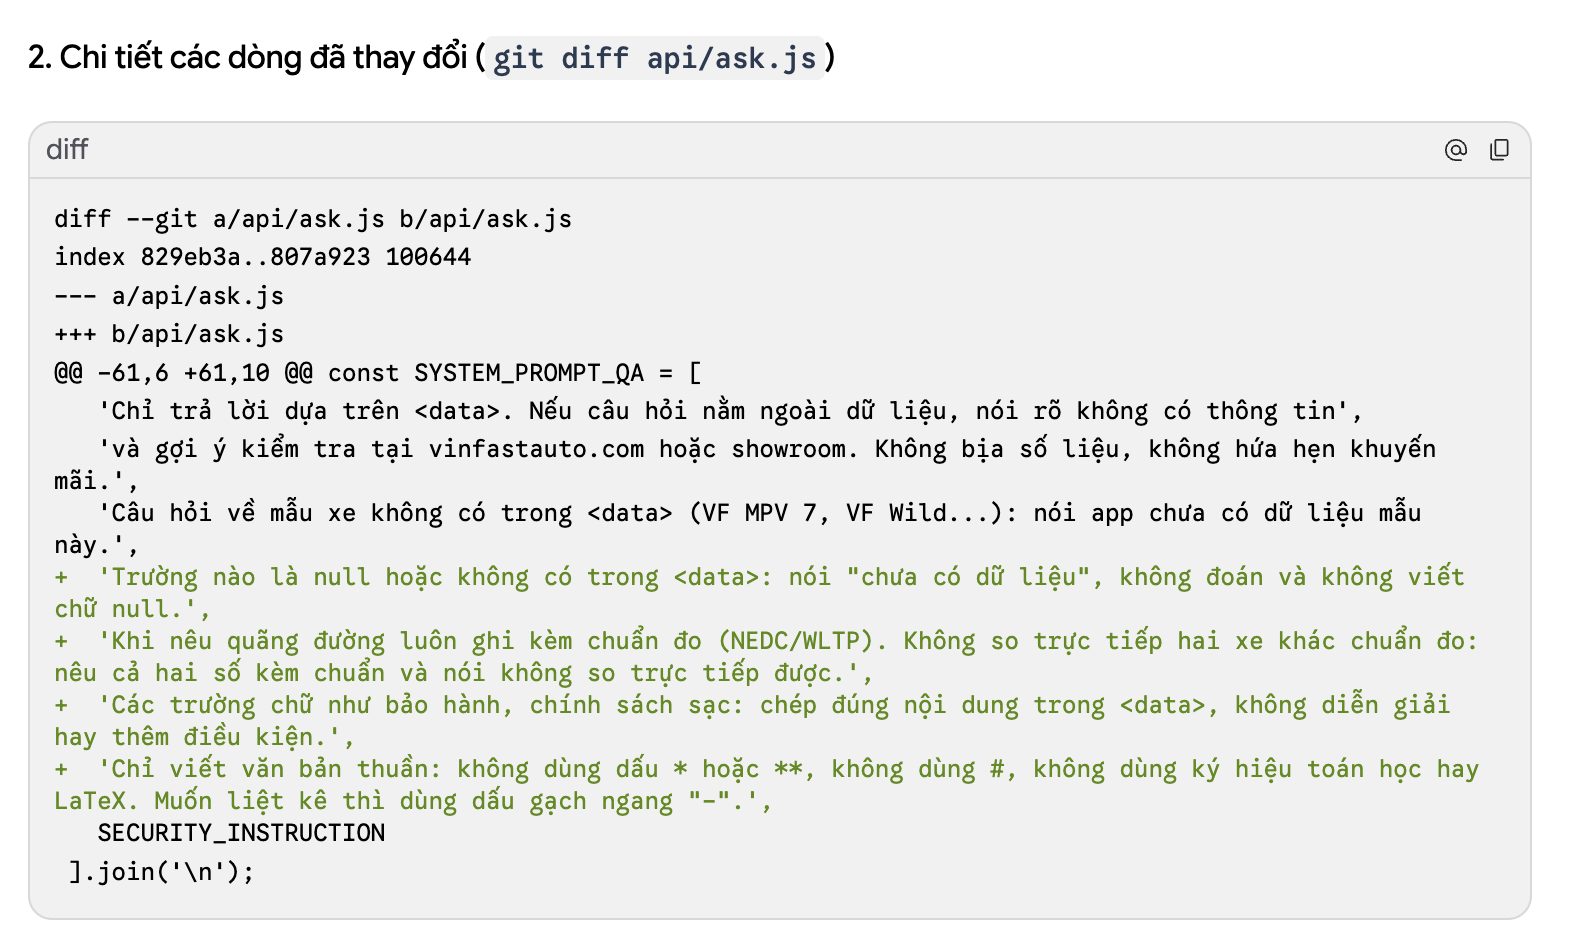 2. Chi tiết các dòng đã thay đổi (git diff api/ask.js)
diff
diff --git a/api/ask.js b/api/ask.js
index 829eb3a..807a923 100644
--- a/api/ask.js
+++ b/api/ask.js
@@ -61,6 +61,10 @@ const SYSTEM_PROMPT_QA = [
   'Chỉ trả lời dựa trên <data>. Nếu câu hỏi nằm ngoài dữ liệu, nói rõ không có thông tin',
   'và gợi ý kiểm tra tại vinfastauto.com hoặc showroom. Không bịa số liệu, không hứa hẹn khuyến
mãi.',
   'Câu hỏi về mẫu xe không có trong <data> (VF MPV 7, VF Wild...): nói app chưa có dữ liệu mẫu
này.',
+  'Trường nào là null hoặc không có trong <data>: nói "chưa có dữ liệu", không đoán và không viết
chữ null.',
+  'Khi nêu quãng đường luôn ghi kèm chuẩn đo (NEDC/WLTP). Không so trực tiếp hai xe khác chuẩn đo:
nêu cả hai số kèm chuẩn và nói không so trực tiếp được.',
+  'Các trường chữ như bảo hành, chính sách sạc: chép đúng nội dung trong <data>, không diễn giải
hay thêm điều kiện.',
+  'Chỉ viết văn bản thuần: không dùng dấu * hoặc **, không dùng #, không dùng ký hiệu toán học hay
LaTeX. Muốn liệt kê thì dùng dấu gạch ngang "-".',
   SECURITY_INSTRUCTION
 ].join('\n');